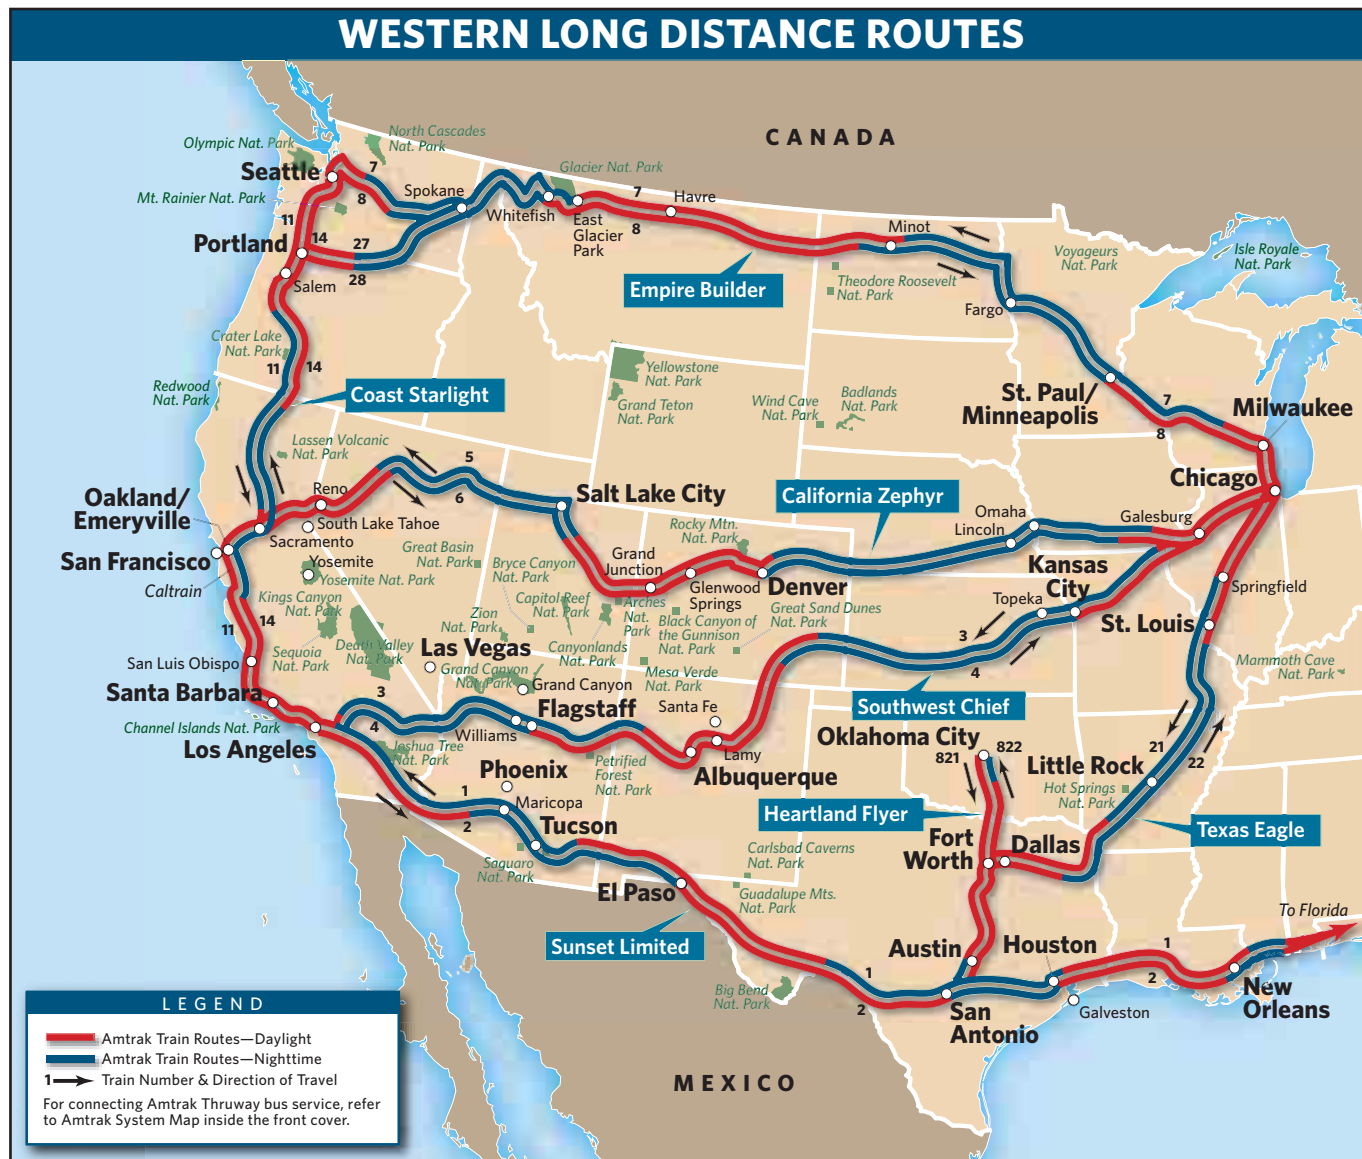 WESTERN LONG DISTANCE ROUTES
CANADA
North Cascades
Nat. Park
Olympic Nat. Park
Seattle
7
8
Mt. Rainier Nat. Park
Spokane
Whitefish
Glacier Nat. Park
East
Glacier
Park
7
8
Havre
Minot
11
Portland
14
27
28
Salem
Empire Builder
Theodore Roosevelt
Nat. Park
Voyageurs
Nat. Park
Isle Royale
Nat. Park
Fargo
Crater Lake
Nat. Park
11
14
Redwood
Nat. Park
Coast Starlight
Yellowstone
Nat. Park
Grand Teton
Nat. Park
Wind Cave
Nat. Park
Badlands
Nat. Park
St. Paul/
Minneapolis
7
8
Milwaukee
Chicago
Lassen Volcanic
Nat. Park
5
6
Reno
Oakland/
Emeryville
South Lake Tahoe
Sacramento
San Francisco
Caltrain
Yosemite
Yosemite Nat. Park
Salt Lake City
California Zephyr
Rocky Mtn.
Nat. Park
Omaha
Lincoln
Galesburg
Great Basin
Nat. Park
Bryce Canyon
Nat. Park
Grand
Junction
Glenwood
Springs
Denver
Kansas
City
Topeka
Springfield
St. Louis
Kings Canyon
Nat. Park
14
11
Sequoia
Nat. Park
Death Valley
Nat. Park
Zion
Nat. Park
Capitol Reef
Nat. Park
Arches
Nat.
Park
Canyonlands
Nat. Park
Black Canyon of
the Gunnison
Nat. Park
Great Sand Dunes
Nat. Park
Mesa Verde
Nat. Park
3
4
Mammoth Cave
Nat. Park
San Luis Obispo
Las Vegas
Grand Canyon
Nat. Park
Grand Canyon
Santa Barbara
3
4
Channel Islands Nat. Park
Los Angeles
Williams
Flagstaff
Santa Fe
Lamy
Albuquerque
Southwest Chief
Oklahoma City
821
822
Joshua Tree
Nat. Park
Petrified
Forest
Nat. Park
Phoenix
Maricopa
1
2
Tucson
Saguaro
Nat. Park
Little Rock
Hot Springs
Nat. Park
21
22
Heartland Flyer
Texas Eagle
Fort
Worth
Dallas
Carlsbad Caverns
Nat. Park
Guadalupe Mts.
Nat. Park
El Paso
Sunset Limited
To Florida
Austin
Houston
1
2
Big Bend
Nat. Park
1
2
San
Antonio
Galveston
New
Orleans
MEXICO
LEGEND
Amtrak Train Routes—Daylight
Amtrak Train Routes—Nighttime
1 Train Number & Direction of Travel
For connecting Amtrak Thruway bus service, refer
to Amtrak System Map inside the front cover.